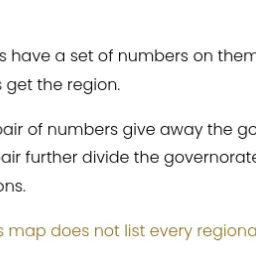 s have a set of numbers on them
s get the region.
pair of numbers give away the go
air further divide the governorate
ons.
s map does not list every regiona